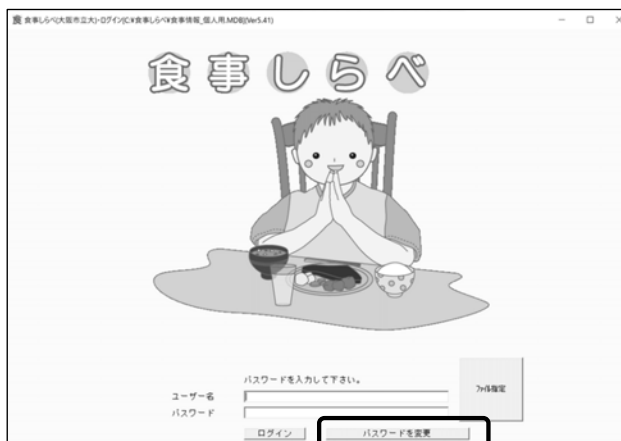 食事しらべ(大阪市立大)-ログイン[C:¥食事しらべ¥食事情報_個人用.MDB](Ver5.41)
食事しらべ
パスワードを入力して下さい。
ユーザー名
パスワード
ファイル指定
ログイン
パスワードを変更